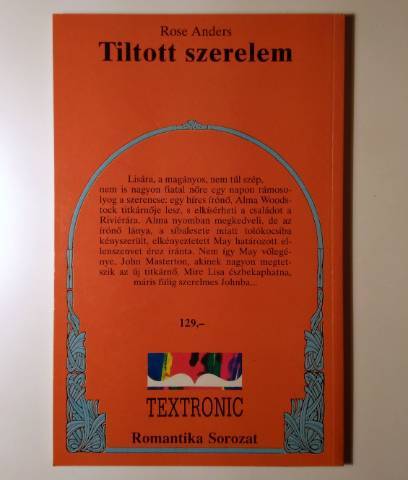 Rose Anders
Tiltott szerelem
Lisára, a magányos, nem túl szép,
nem is nagyon fiatal nőre egy napon rámoso-
lyog a szerencse: egy híres írónő, Alma Woods-
tock titkárnője lesz, s elkísérheti a családot a
Riviérára. Alma nyomban megkedveli, de az
írónő lánya, a síbalesete miatt tolókocsiba
kényszerült, elkényeztetett May határozott el-
lenszenvet érez iránta. Nem így May vőlegé-
nye, John Masterton, akinek nagyon megtet-
szik az új titkárnő. Mire Lisa észbekaphatna,
máris fülig szerelmes Johnba...
129,–
TEXTRONIC
Romantika Sorozat